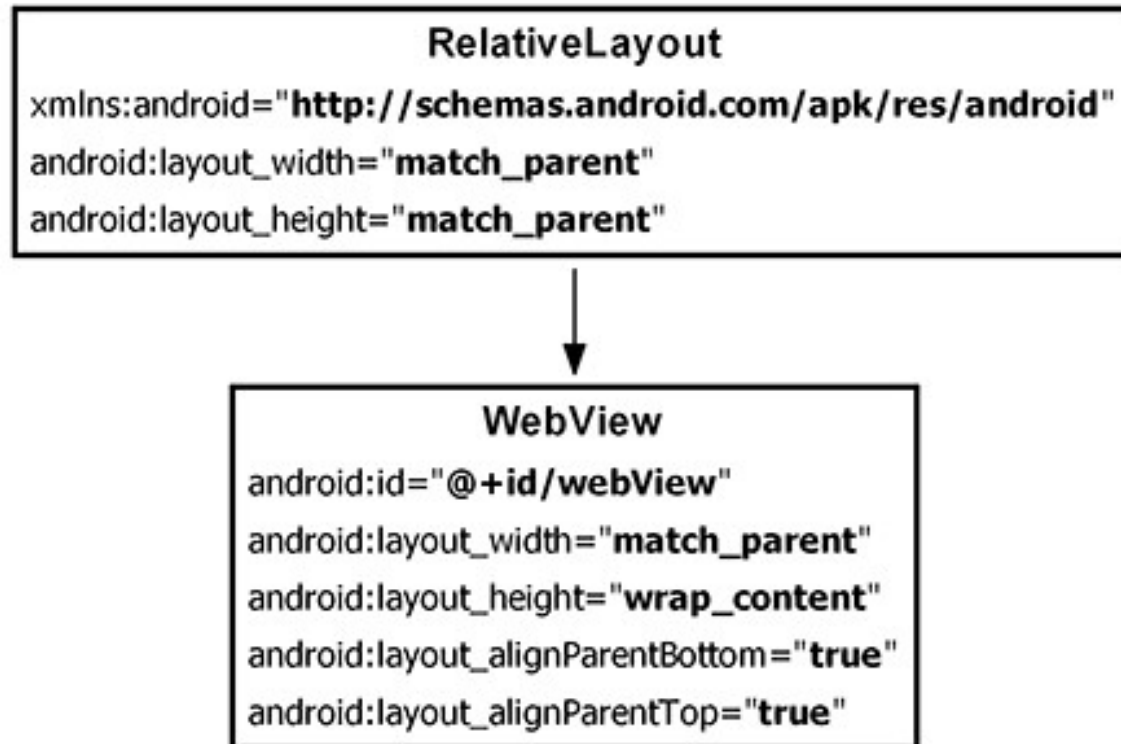 RelativeLayout
xmlns:android="http://schemas.android.com/apk/res/android"
android:layout_width="match_parent"
android:layout_height="match_parent"
WebView
android:id="@+id/webView"
android:layout_width="match_parent"
android:layout_height="wrap_content"
android:layout_alignParentBottom="true"
android:layout_alignParentTop="true"